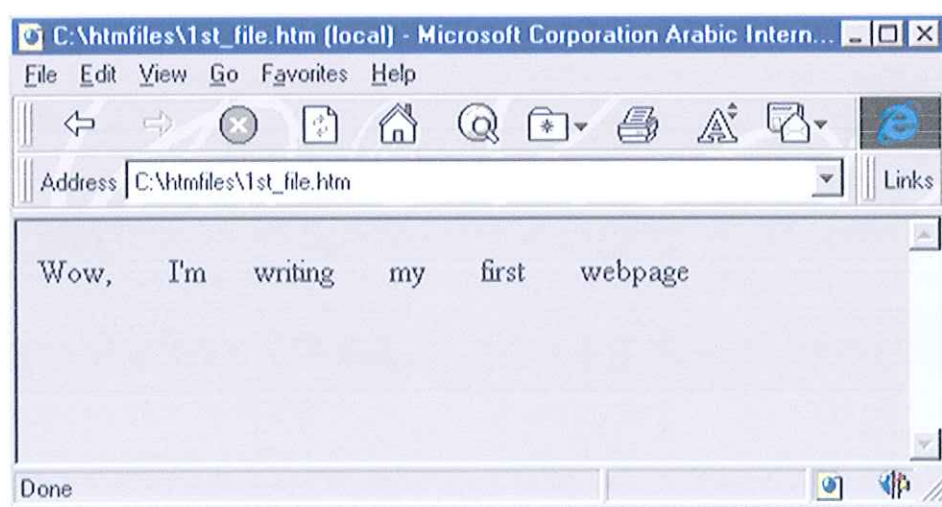 C:\htmfiles\1st_file.htm (local) - Microsoft Corporation Arabic Intern...
File Edit View Go Favorites Help
Address C:\htmfiles\1st_file.htm Links
Wow, I'm writing my first webpage
Done